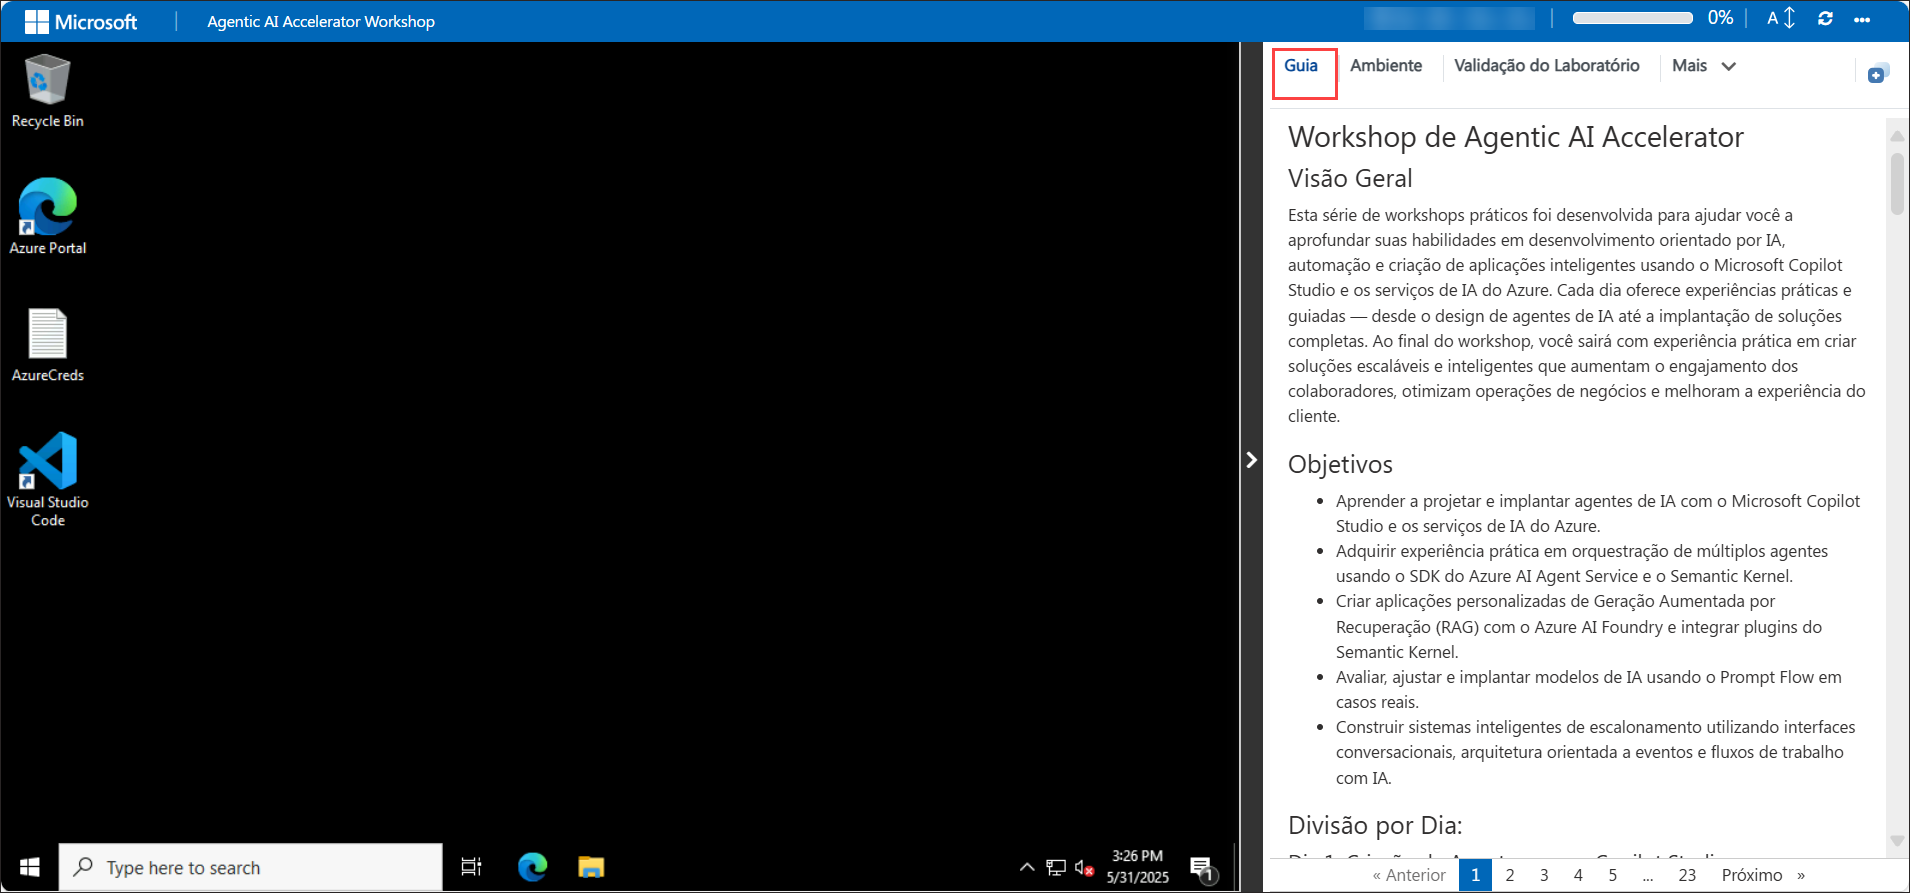 Microsoft
Agentic AI Accelerator Workshop
0%
A
Recycle Bin
Azure Portal
AzureCreds
Visual Studio
Code
Type here to search
3:26 PM
5/31/2025
1
Guia
Ambiente
Validação do Laboratório
Mais
Workshop de Agentic AI Accelerator
Visão Geral
Esta série de workshops práticos foi desenvolvida para ajudar você a
aprofundar suas habilidades em desenvolvimento orientado por IA,
automação e criação de aplicações inteligentes usando o Microsoft Copilot
Studio e os serviços de IA do Azure. Cada dia oferece experiências práticas e
guiadas — desde o design de agentes de IA até a implantação de soluções
completas. Ao final do workshop, você sairá com experiência prática em criar
soluções escaláveis e inteligentes que aumentam o engajamento dos
colaboradores, otimizam operações de negócios e melhoram a experiência do
cliente.
Objetivos
• Aprender a projetar e implantar agentes de IA com o Microsoft Copilot
Studio e os serviços de IA do Azure.
• Adquirir experiência prática em orquestração de múltiplos agentes
usando o SDK do Azure AI Agent Service e o Semantic Kernel.
• Criar aplicações personalizadas de Geração Aumentada por
Recuperação (RAG) com o Azure AI Foundry e integrar plugins do
Semantic Kernel.
• Avaliar, ajustar e implantar modelos de IA usando o Prompt Flow em
casos reais.
• Construir sistemas inteligentes de escalonamento utilizando interfaces
conversacionais, arquitetura orientada a eventos e fluxos de trabalho
com IA.
Divisão por Dia:
« Anterior 1 2 3 4 5 ... 23 Próximo »